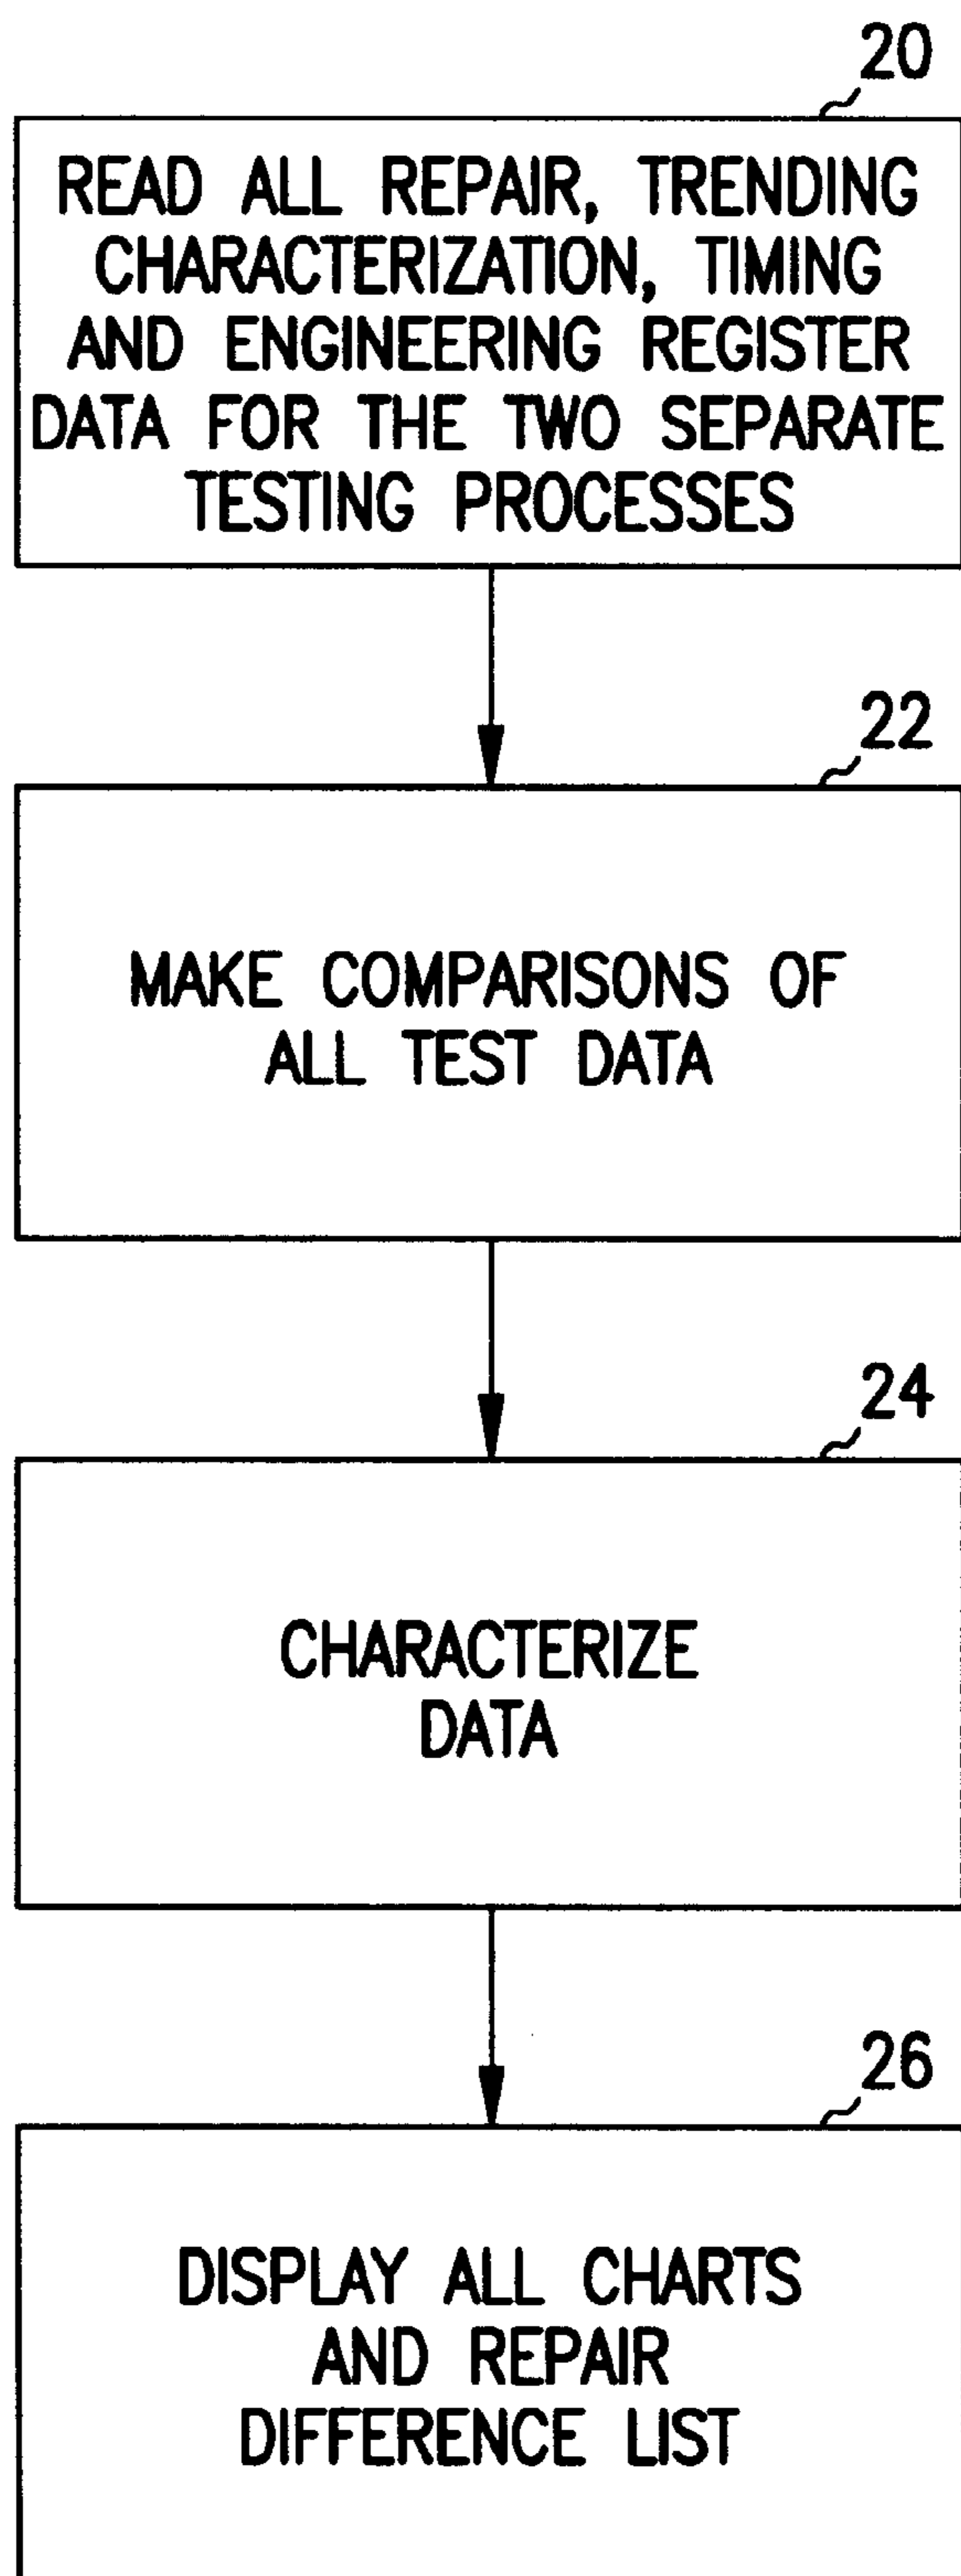 20
READ ALL REPAIR, TRENDING
CHARACTERIZATION, TIMING
AND ENGINEERING REGISTER
DATA FOR THE TWO SEPARATE
TESTING PROCESSES
22
MAKE COMPARISONS OF
ALL TEST DATA
24
CHARACTERIZE
DATA
26
DISPLAY ALL CHARTS
AND REPAIR
DIFFERENCE LIST